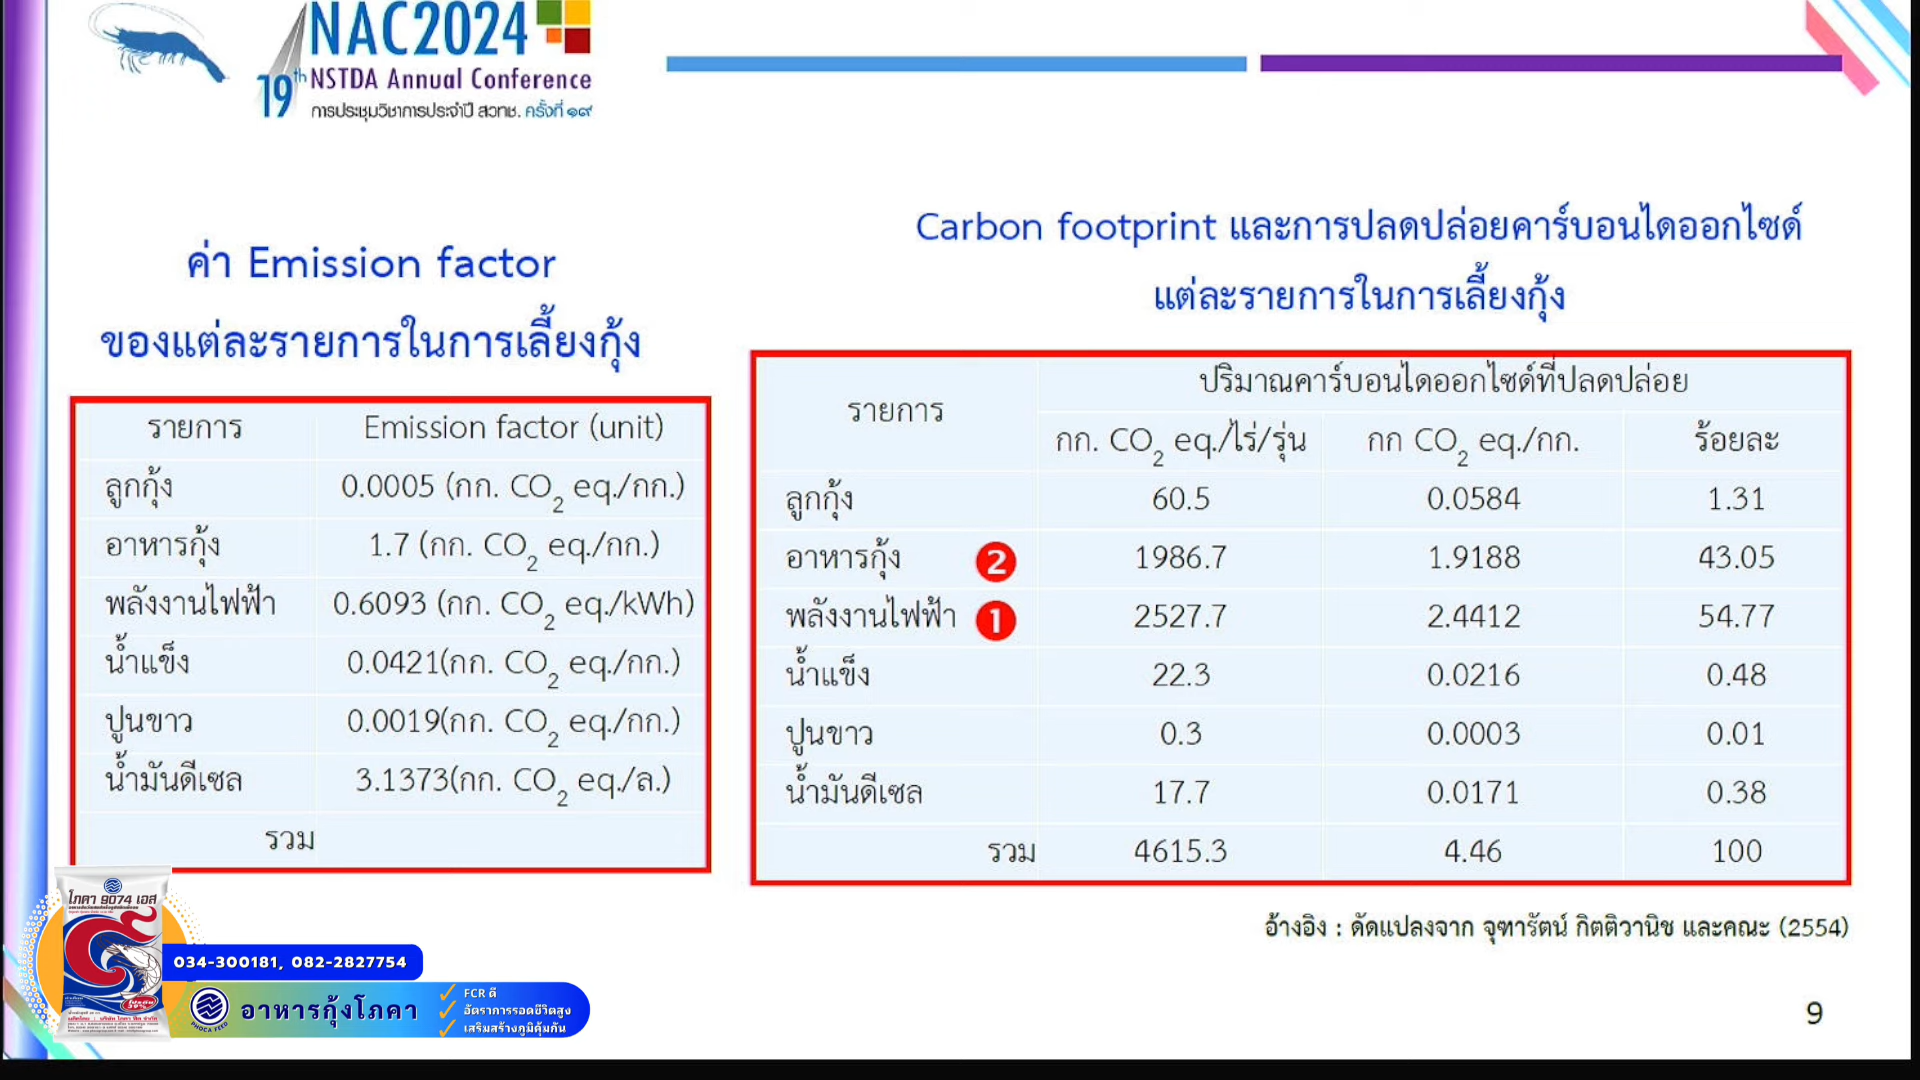 NAC2024
19th NSTDA Annual Conference
การประชุมวิชาการประจำปี สวทช. ครั้งที่ ๑๙
ค่า Emission factor
ของแต่ละรายการในการเลี้ยงกุ้ง
รายการ Emission factor (unit)
ลูกกุ้ง 0.0005 (กก. CO2 eq./กก.)
อาหารกุ้ง 1.7 (กก. CO2 eq./กก.)
พลังงานไฟฟ้า 0.6093 (กก. CO2 eq./kWh)
น้ำแข็ง 0.0421(กก. CO2 eq./กก.)
ปูนขาว 0.0019(กก. CO2 eq./กก.)
น้ำมันดีเซล 3.1373(กก. CO2 eq./ล.)
รวม
Carbon footprint และการปลดปล่อยคาร์บอนไดออกไซด์
แต่ละรายการในการเลี้ยงกุ้ง
รายการ ปริมาณคาร์บอนไดออกไซด์ที่ปลดปล่อย
กก. CO2 eq./ไร่/รุ่น กก CO2 eq./กก. ร้อยละ
ลูกกุ้ง 60.5 0.0584 1.31
อาหารกุ้ง 2 1986.7 1.9188 43.05
พลังงานไฟฟ้า 1 2527.7 2.4412 54.77
น้ำแข็ง 22.3 0.0216 0.48
ปูนขาว 0.3 0.0003 0.01
น้ำมันดีเซล 17.7 0.0171 0.38
รวม 4615.3 4.46 100
อ้างอิง : ดัดแปลงจาก จุฑารัตน์ กิตติวานิช และคณะ (2554)
9
โภคา 9074 เอส
034-300181, 082-2827754
PHOCA FEED
อาหารกุ้งโภคา
FCR ดี
อัตราการรอดชีวิตสูง
เสริมสร้างภูมิคุ้มกัน